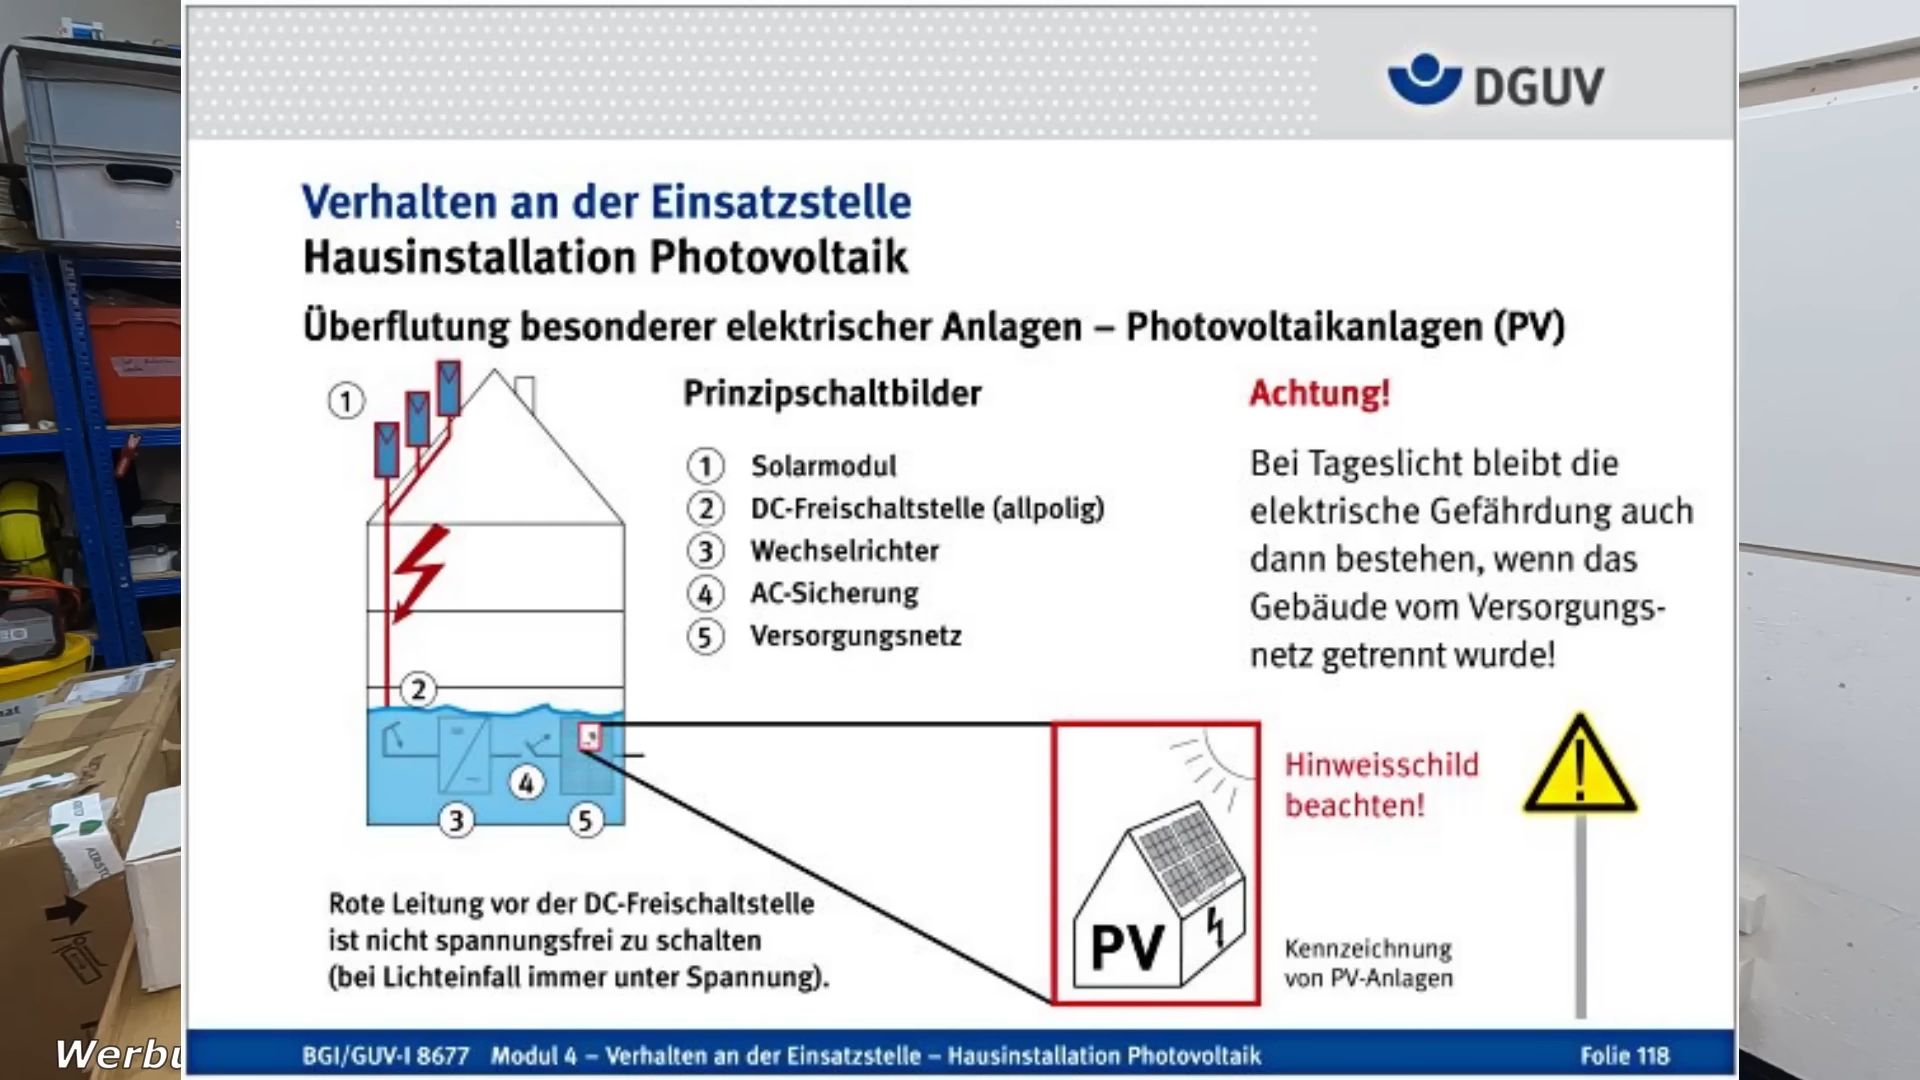 DGUV
Verhalten an der Einsatzstelle
Hausinstallation Photovoltaik
Überflutung besonderer elektrischer Anlagen – Photovoltaikanlagen (PV)
1
Prinzipschaltbilder
1 Solarmodul
2 DC-Freischaltstelle (allpolig)
3 Wechselrichter
4 AC-Sicherung
5 Versorgungsnetz
Achtung!
Bei Tageslicht bleibt die
elektrische Gefährdung auch
dann bestehen, wenn das
Gebäude vom Versorgungs-
netz getrennt wurde!
2
4
3
5
PV
Hinweisschild
beachten!
!
Kennzeichnung
von PV-Anlagen
Rote Leitung vor der DC-Freischaltstelle
ist nicht spannungsfrei zu schalten
(bei Lichteinfall immer unter Spannung).
Werbu
BGI/GUV-I 8677 Modul 4 – Verhalten an der Einsatzstelle – Hausinstallation Photovoltaik
Folie 118